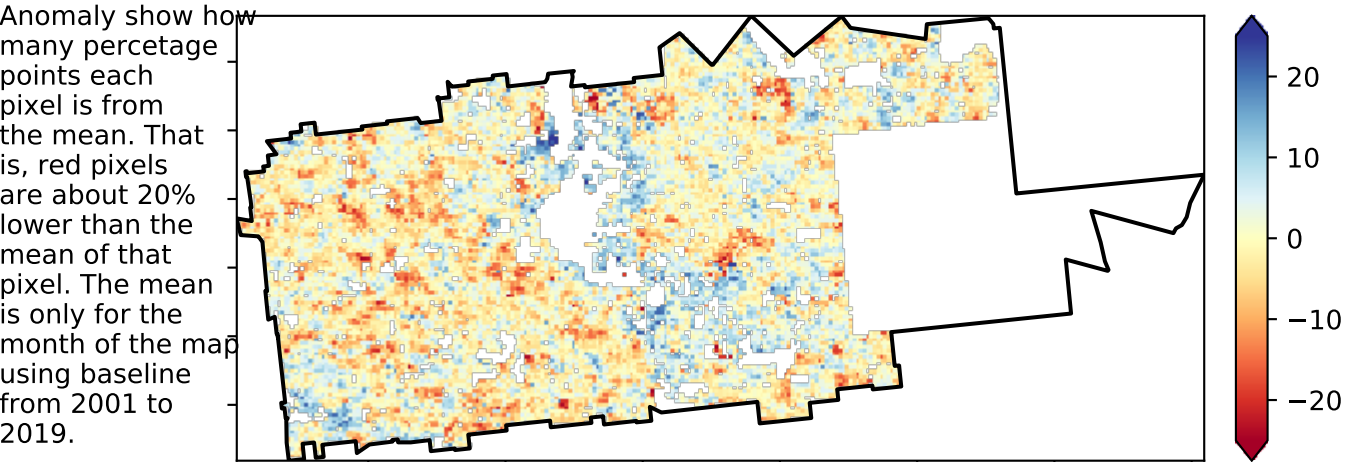 Anomaly show how
many percetage
points each
pixel is from
the mean. That
is, red pixels
are about 20%
lower than the
mean of that
pixel. The mean
is only for the
month of the map
using baseline
from 2001 to
2019.
20
10
0
−10
−20